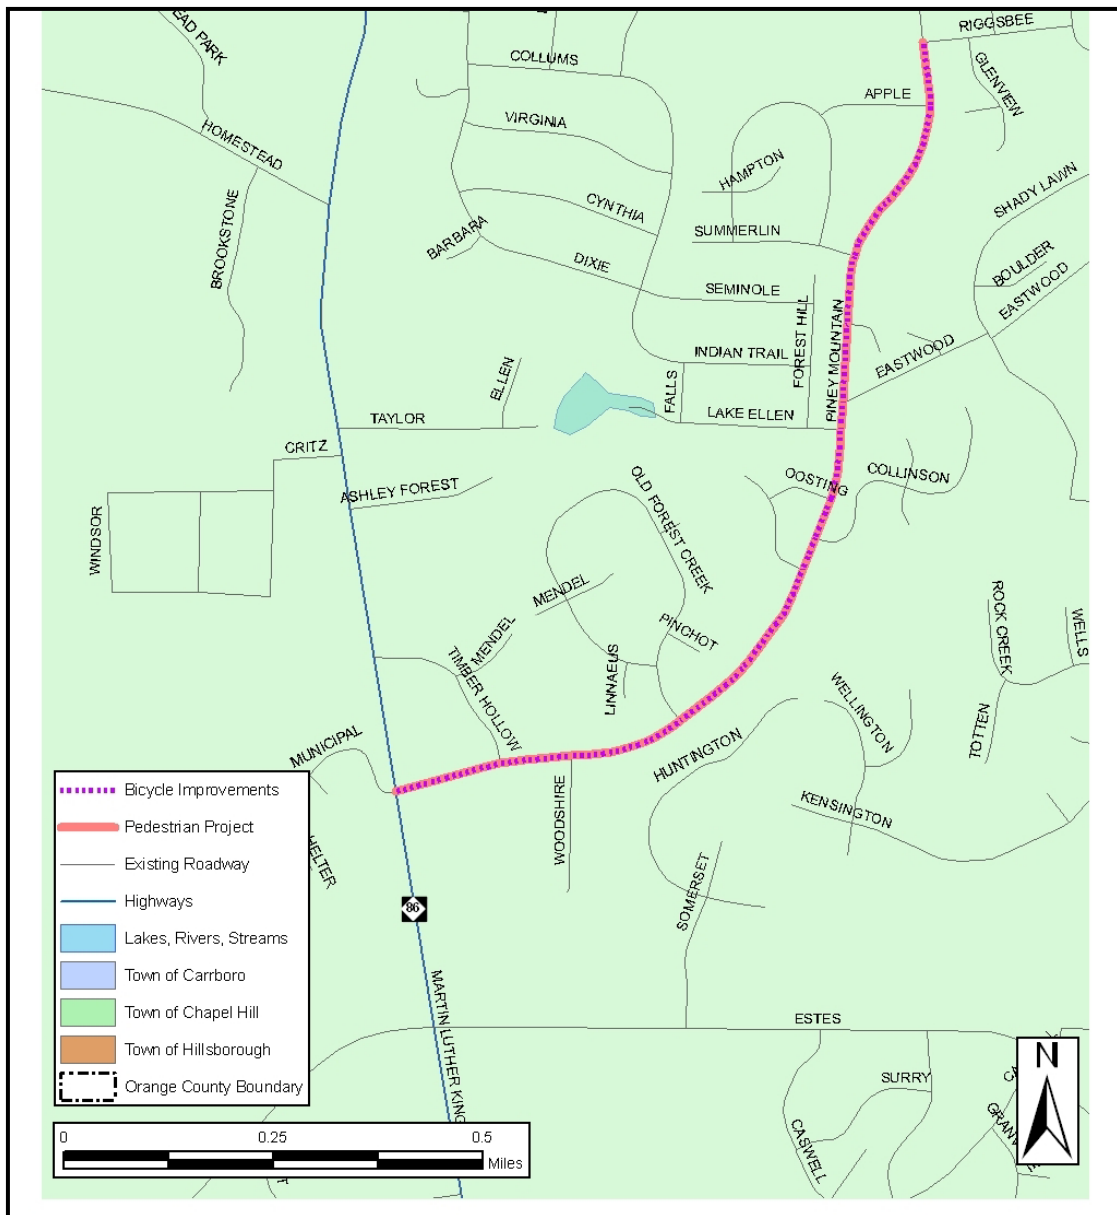 EAD PARK
COLLUMS
RIGGSBEE
GLENVIEW
APPLE
VIRGINIA
HOMESTEAD
HAMPTON
SHADY LAWN
BROOKSTONE
CYNTHIA
BARBARA
SUMMERLIN
DIXIE
BOULDER
EASTWOOD
SEMINOLE
FOREST HILL
PINEY MOUNTAIN
EASTWOOD
INDIAN TRAIL
ELLEN
FALLS
LAKE ELLEN
TAYLOR
CRITZ
ASHLEY FOREST
OLD FOREST CREEK
OOSTING
COLLINSON
WINDSOR
MENDEL
MENDEL
PINCHOT
ROCK CREEK
WELLS
TIMBER HOLLOW
LINNAEUS
WELLINGTON
TOTTEN
MUNICIPAL
HUNTINGTON
WOODSHIRE
KENSINGTON
HELTER
SOMERSET
86
MARTIN LUTHER KING
ESTES
SURRY
CASWELL
Bicycle Improvements
Pedestrian Project
Existing Roadway
Highways
Lakes, Rivers, Streams
Town of Carrboro
Town of Chapel Hill
Town of Hillsborough
Orange County Boundary
0 0.25 0.5
Miles
N